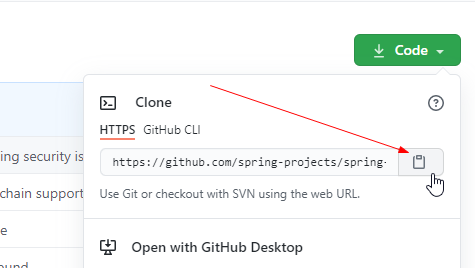 Code
Clone
HTTPS GitHub CLI
ing security is
https://github.com/spring-projects/spring-
chain support
Use Git or checkout with SVN using the web URL.
e
Open with GitHub Desktop
ound